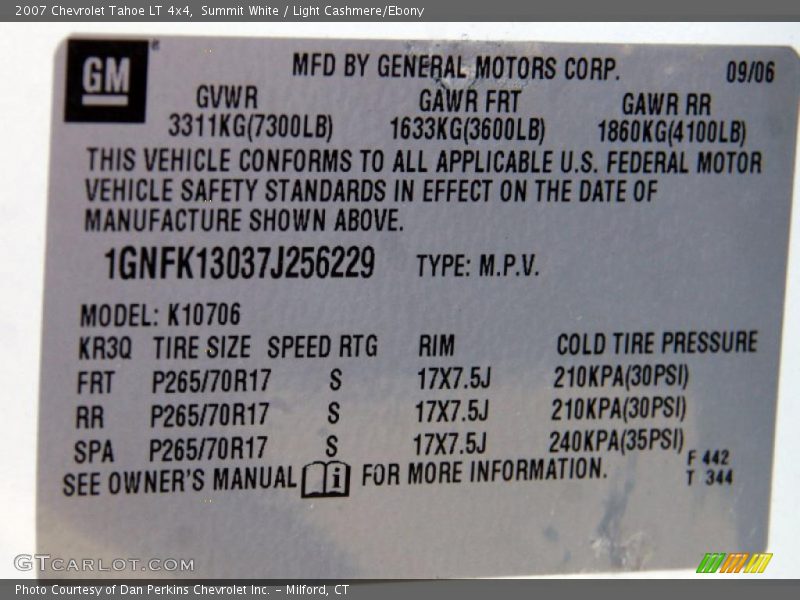 2007 Chevrolet Tahoe LT 4x4, Summit White / Light Cashmere/Ebony
GM
MFD BY GENERAL MOTORS CORP. 09/06
GVWR GAWR FRT GAWR RR
3311KG(7300LB) 1633KG(3600LB) 1860KG(4100LB)
THIS VEHICLE CONFORMS TO ALL APPLICABLE U.S. FEDERAL MOTOR
VEHICLE SAFETY STANDARDS IN EFFECT ON THE DATE OF
MANUFACTURE SHOWN ABOVE.
1GNFK13037J256229 TYPE: M.P.V.
MODEL: K10706
KR3Q TIRE SIZE SPEED RTG RIM COLD TIRE PRESSURE
FRT P265/70R17 S 17X7.5J 210KPA(30PSI)
RR P265/70R17 S 17X7.5J 210KPA(30PSI)
SPA P265/70R17 S 17X7.5J 240KPA(35PSI)
SEE OWNER'S MANUAL i FOR MORE INFORMATION.
F 442
T 344
GTcarlot.com
Photo Courtesy of Dan Perkins Chevrolet Inc. - Milford, CT